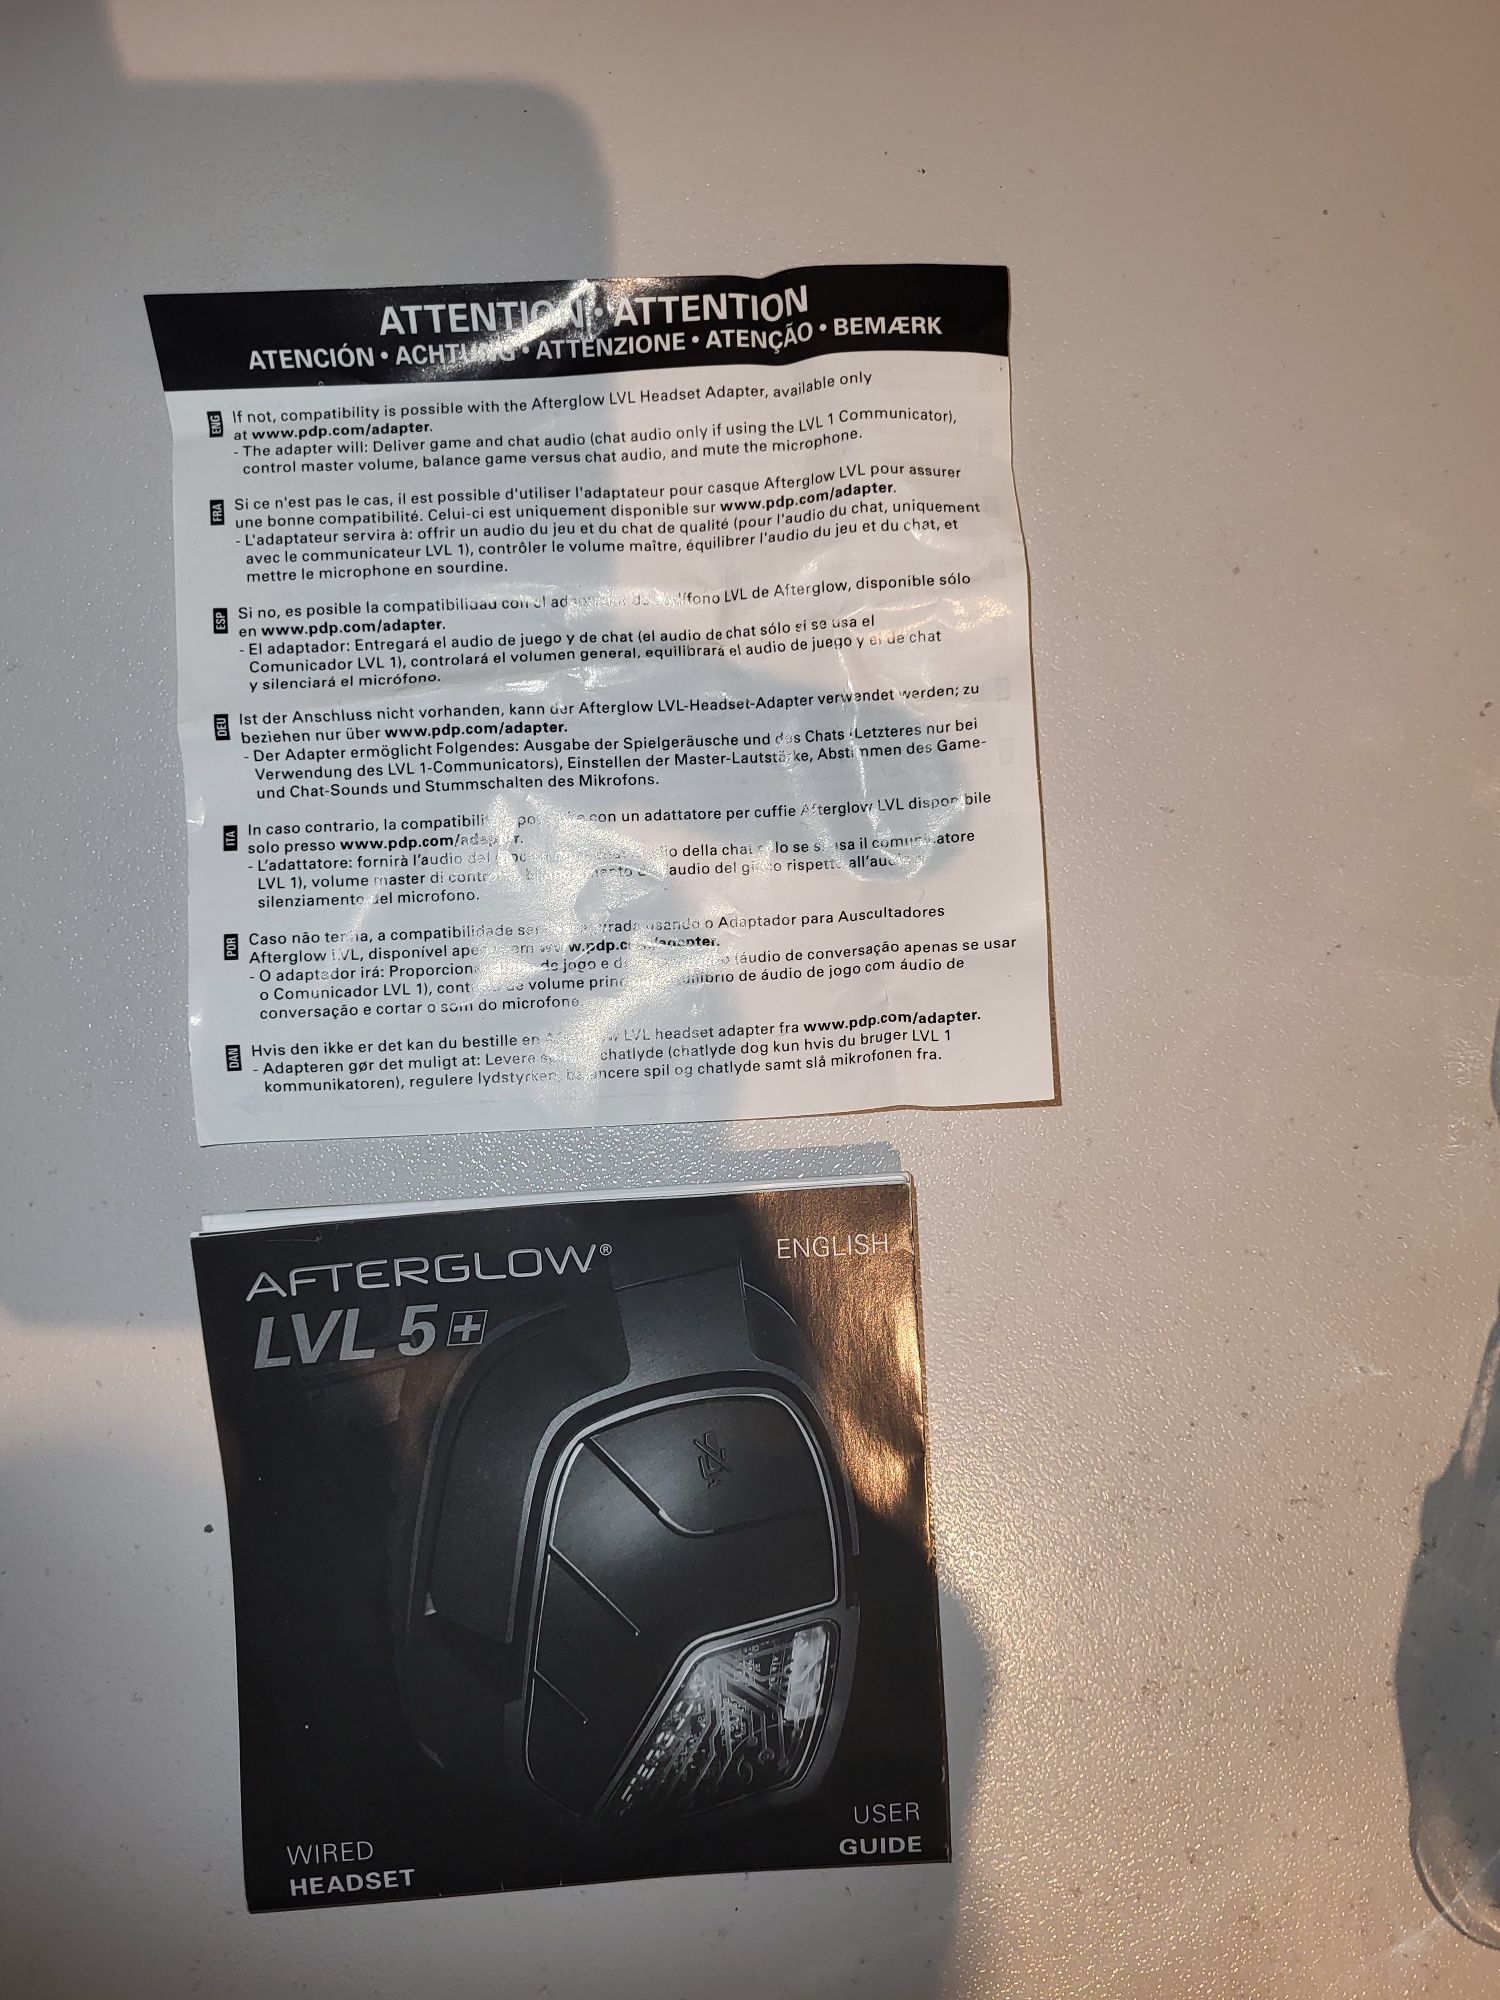 ATTENTION • ATTENTION
ATENCIÓN • ACHTUNG • ATTENZIONE • ATENÇÃO • BEMÆRK
ENG If not, compatibility is possible with the Afterglow LVL Headset Adapter, available only
at www.pdp.com/adapter.
- The adapter will: Deliver game and chat audio (chat audio only if using the LVL 1 Communicator),
control master volume, balance game versus chat audio, and mute the microphone.
FRA Si ce n'est pas le cas, il est possible d'utiliser l'adaptateur pour casque Afterglow LVL pour assurer
une bonne compatibilité. Celui-ci est uniquement disponible sur www.pdp.com/adapter.
- L'adaptateur servira à: offrir un audio du jeu et du chat de qualité (pour l'audio du chat, uniquement
avec le communicateur LVL 1), contrôler le volume maître, équilibrer l'audio du jeu et du chat, et
mettre le microphone en sourdine.
ESP Si no, es posible la compatibilidad con el LVL de Afterglow, disponible sólo
en www.pdp.com/adapter.
- El adaptador: Entregará el audio de juego y de chat (el audio de chat sólo si se usa el
Comunicador LVL 1), controlará el volumen general, equilibrará el audio de juego y el de chat
y silenciará el micrófono.
DEU Ist der Anschluss nicht vorhanden, kann der Afterglow LVL-Headset-Adapter verwendet werden; zu
beziehen nur über www.pdp.com/adapter.
- Der Adapter ermöglicht Folgendes: Ausgabe der Spielgeräusche und des Chats (Letzteres nur bei
Verwendung des LVL 1-Communicators), Einstellen der Master-Lautstärke, Abstimmen des Game-
und Chat-Sounds und Stummschalten des Mikrofons.
ITA In caso contrario, la con un adattatore per cuffie Afterglow LVL disponibile
solo presso www.pdp.com/adapter.
- L'adattatore: fornirà l'audio della chat solo se si usa il comunicatore
LVL 1), volume master di audio del gioco rispetto
silenziamento del microfono.
POR Caso não tenha, a compatibilidade usando o Adaptador para Auscultadores
Afterglow LVL, disponível em www.pdp.com/adapter.
- O adaptador irá: de jogo e (áudio de conversação apenas se usar
o Comunicador LVL 1), volume de áudio de jogo com áudio de
conversação e cortar o som do microfone
DAN Hvis den ikke er det kan du bestille en LVL headset adapter fra www.pdp.com/adapter.
- Adapteren gør det muligt at: Levere chatlyde (chatlyde dog kun hvis du bruger LVL 1
kommunikatoren), regulere lydstyrken, balancere spil og chatlyde samt slå mikrofonen fra.
AFTERGLOW®
ENGLISH
LVL 5+
WIRED
HEADSET
USER
GUIDE